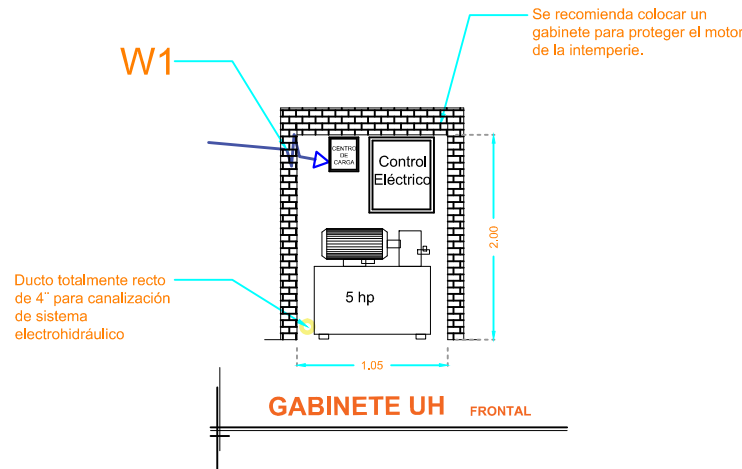 Se recomienda colocar un
gabinete para proteger el motor
de la intemperie.
W1
CENTRO
DE
CARGA
Control
Eléctrico
2.00
Ducto totalmente recto
de 4¨ para canalización
de sistema
electrohidráulico
5 hp
1.05
GABINETE UH FRONTAL